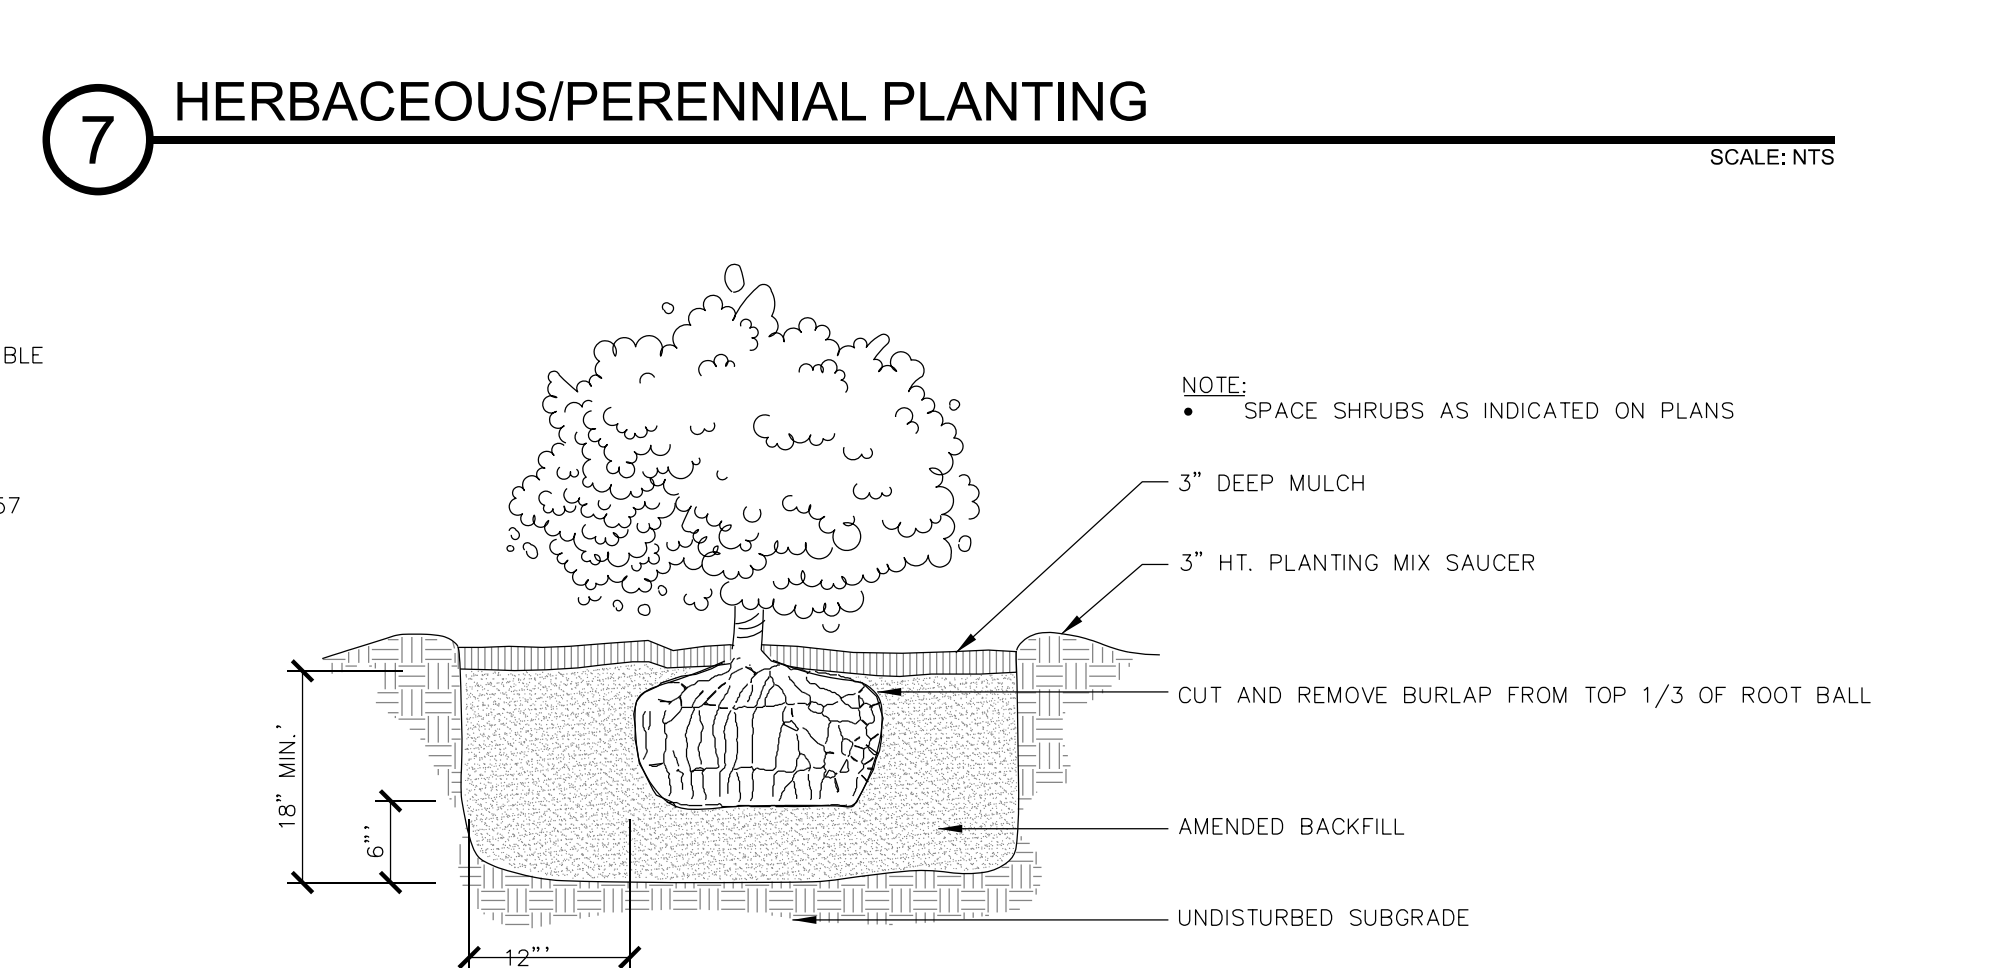 7
HERBACEOUS/PERENNIAL PLANTING
SCALE: NTS
BLE
NOTE:
• SPACE SHRUBS AS INDICATED ON PLANS
3” DEEP MULCH
57
3” HT. PLANTING MIX SAUCER
CUT AND REMOVE BURLAP FROM TOP 1/3 OF ROOT BALL
18” MIN.'
6”'
AMENDED BACKFILL
UNDISTURBED SUBGRADE
12”'